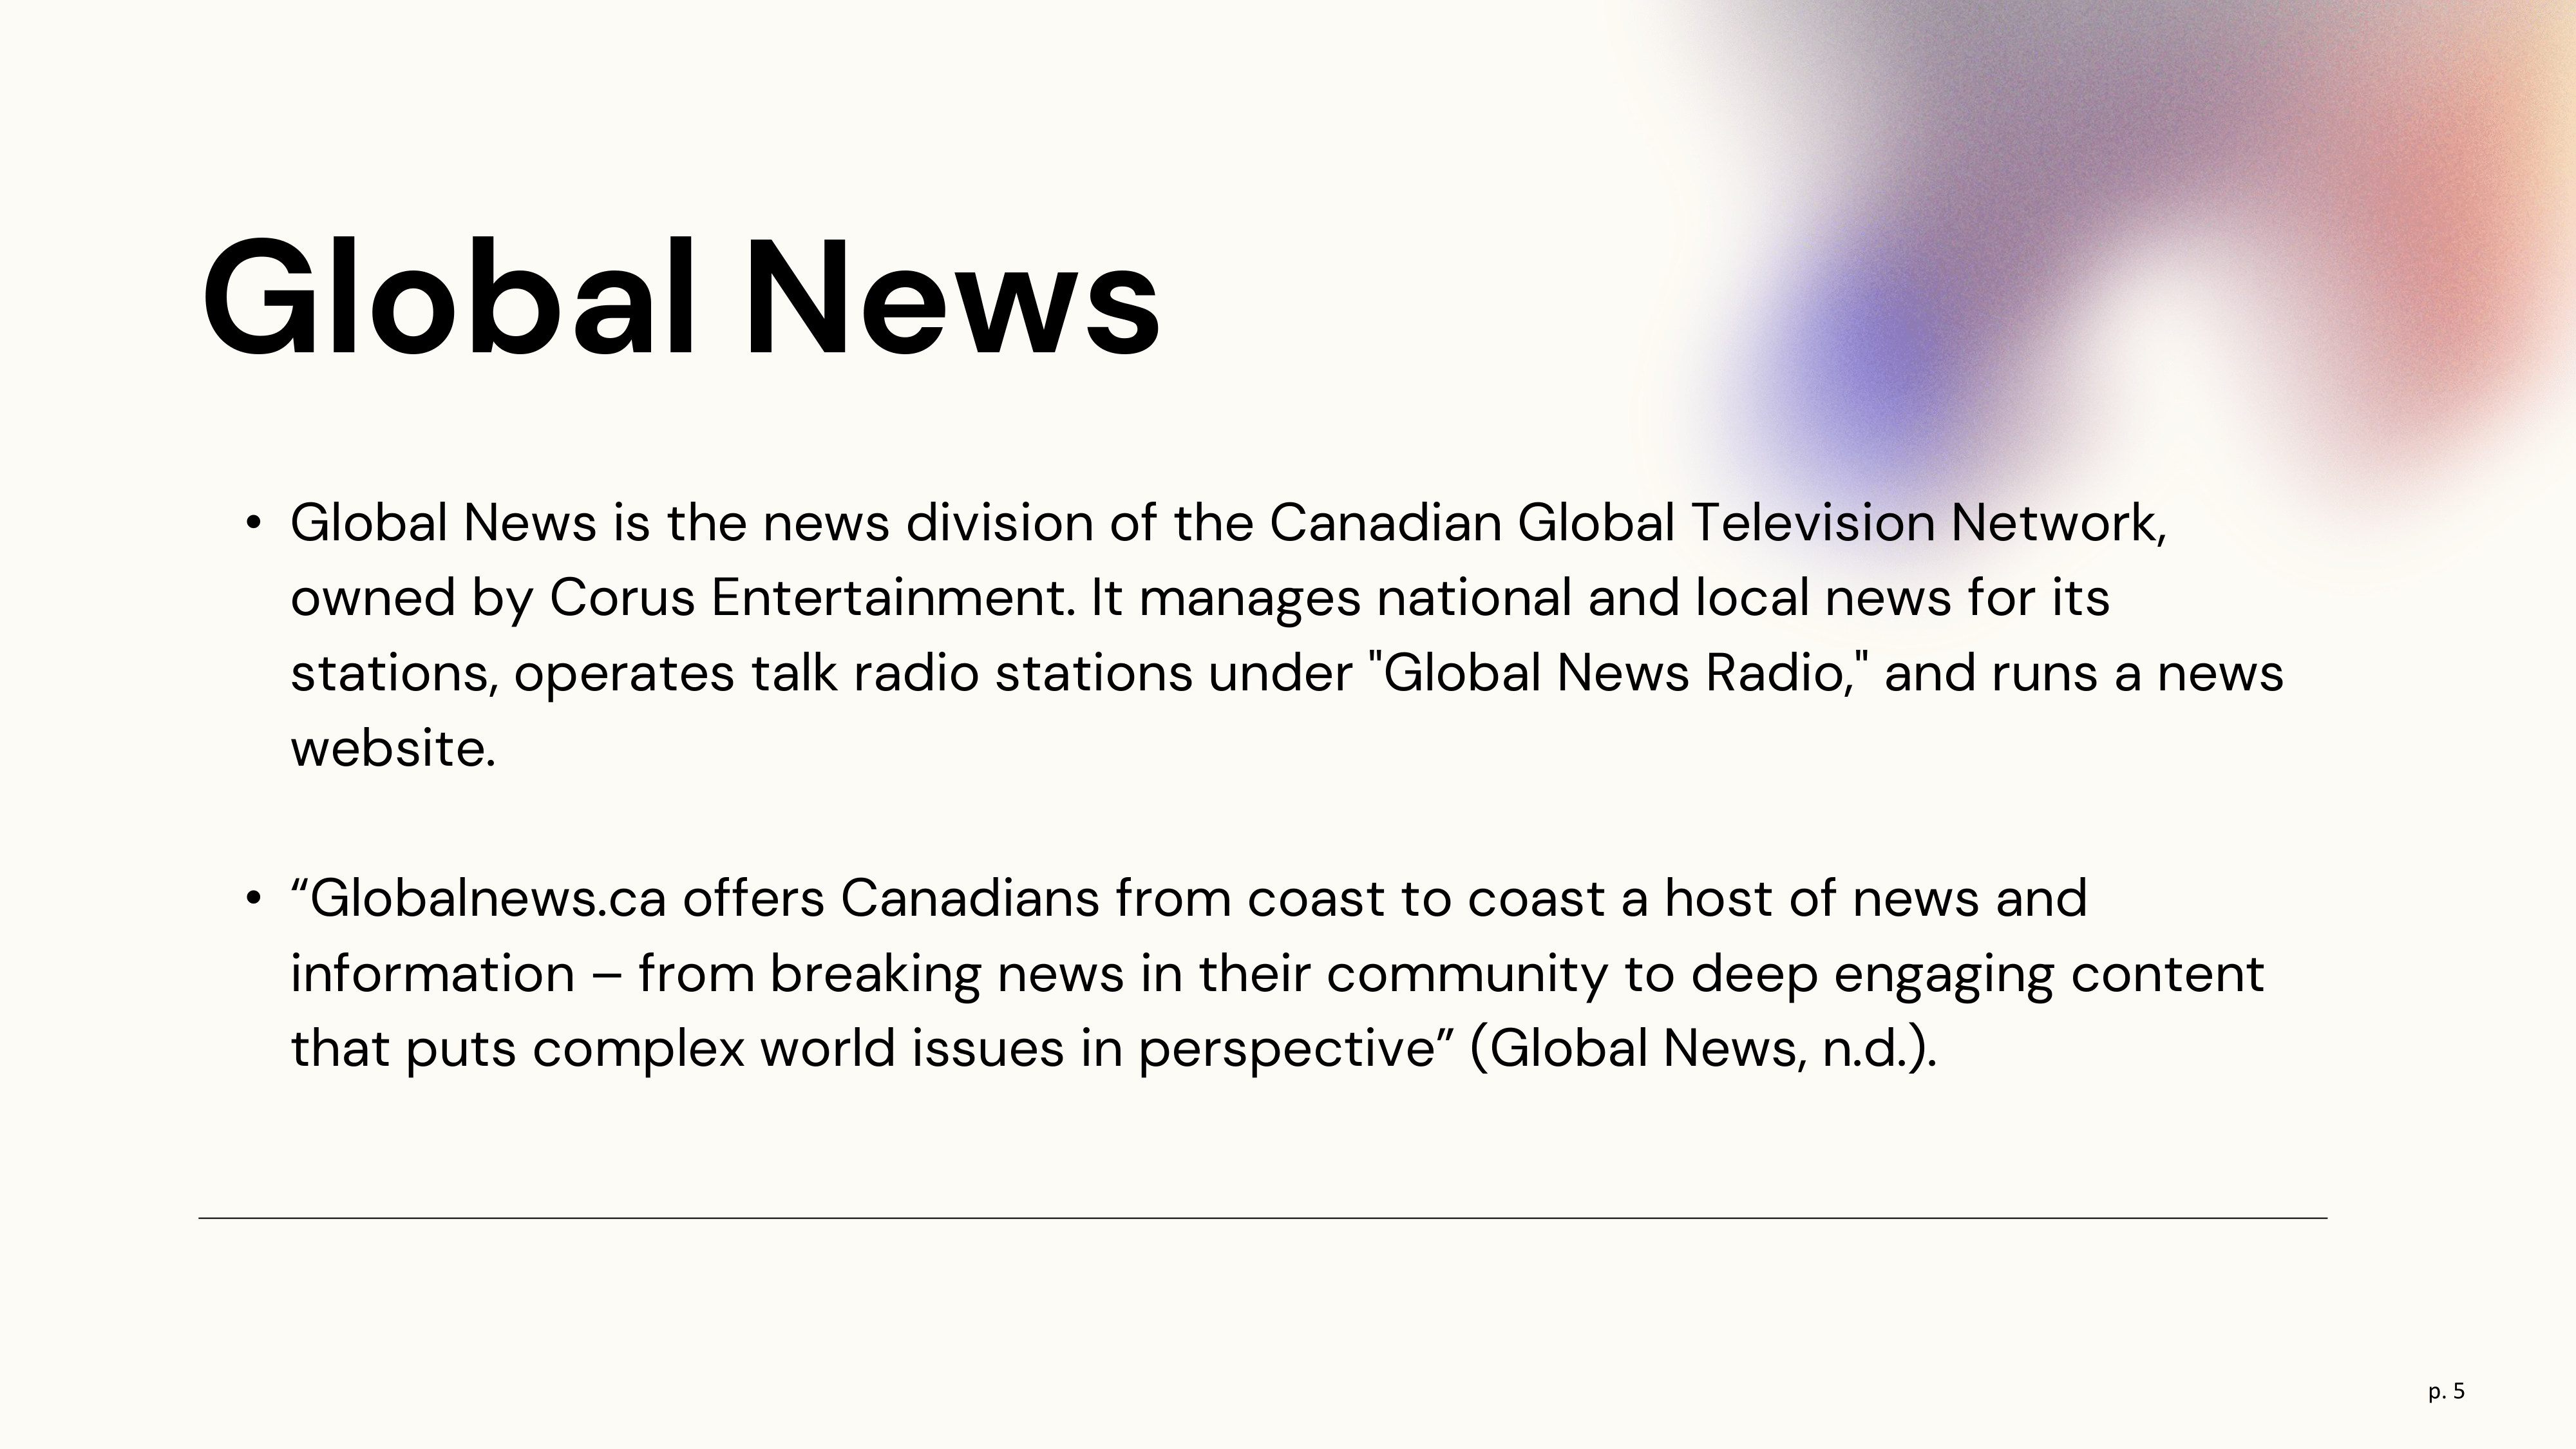 Global News
• Global News is the news division of the Canadian Global Television Network,
owned by Corus Entertainment. It manages national and local news for its
stations, operates talk radio stations under "Global News Radio," and runs a news
website.
• “Globalnews.ca offers Canadians from coast to coast a host of news and
information – from breaking news in their community to deep engaging content
that puts complex world issues in perspective” (Global News, n.d.).
p. 5